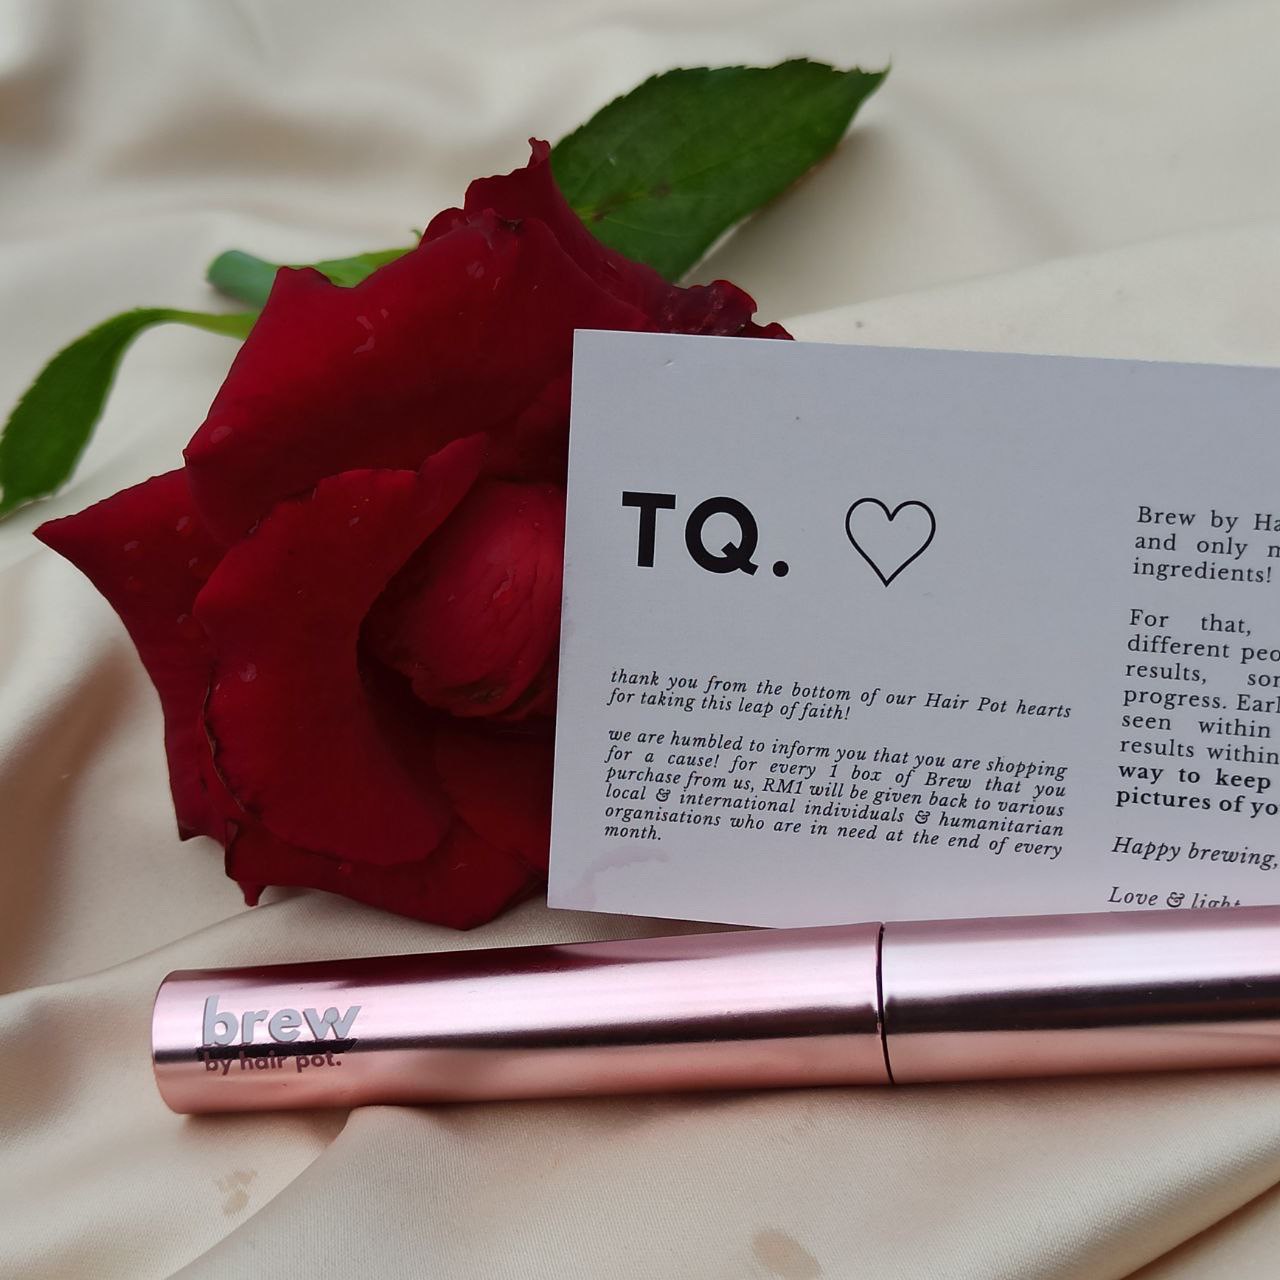 TQ.
thank you from the bottom of our Hair Pot hearts
for taking this leap of faith!
we are humbled to inform you that you are shopping
for a cause! for every 1 box of Brew that you
purchase from us, RM1 will be given back to various
local & international individuals & humanitarian
organisations who are in need at the end of every
month.
Brew by
and only
ingredients!
For that,
different
results,
progress.
seen within
results within
way to keep
pictures of
Happy brewing,
Love & light
brew
by hair pot.